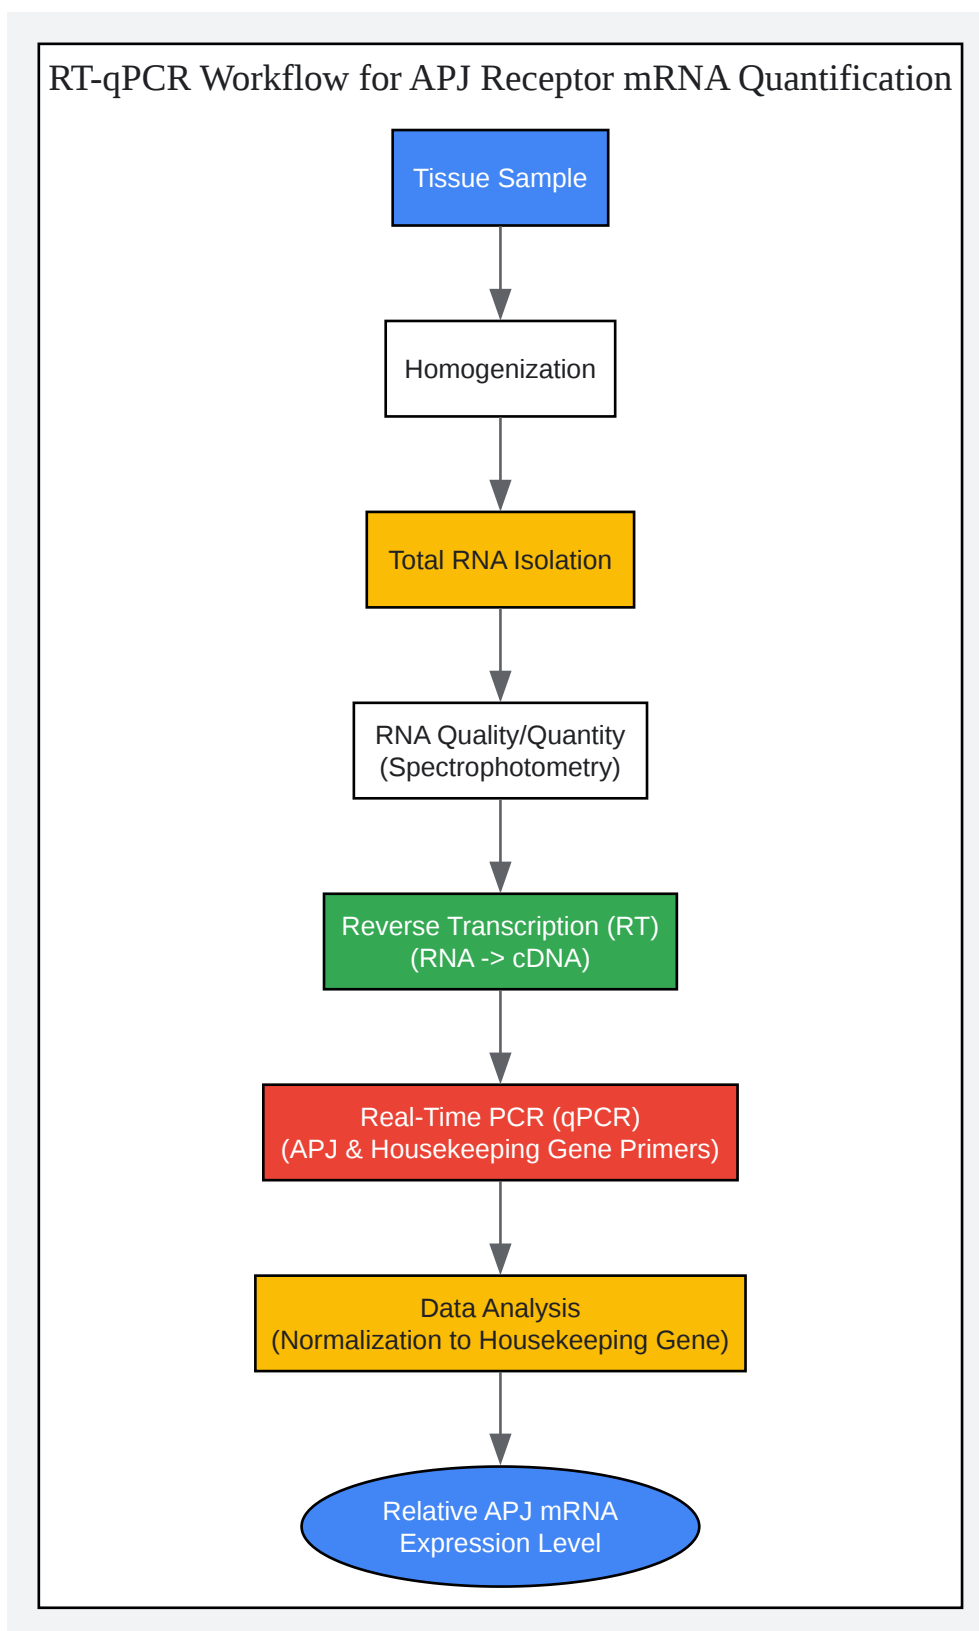 RT-qPCR Workflow for APJ Receptor mRNA Quantification
Tissue Sample
Homogenization
Total RNA Isolation
RNA Quality/Quantity
(Spectrophotometry)
Reverse Transcription (RT)
(RNA -> cDNA)
Real-Time PCR (qPCR)
(APJ & Housekeeping Gene Primers)
Data Analysis
(Normalization to Housekeeping Gene)
Relative APJ mRNA
Expression Level